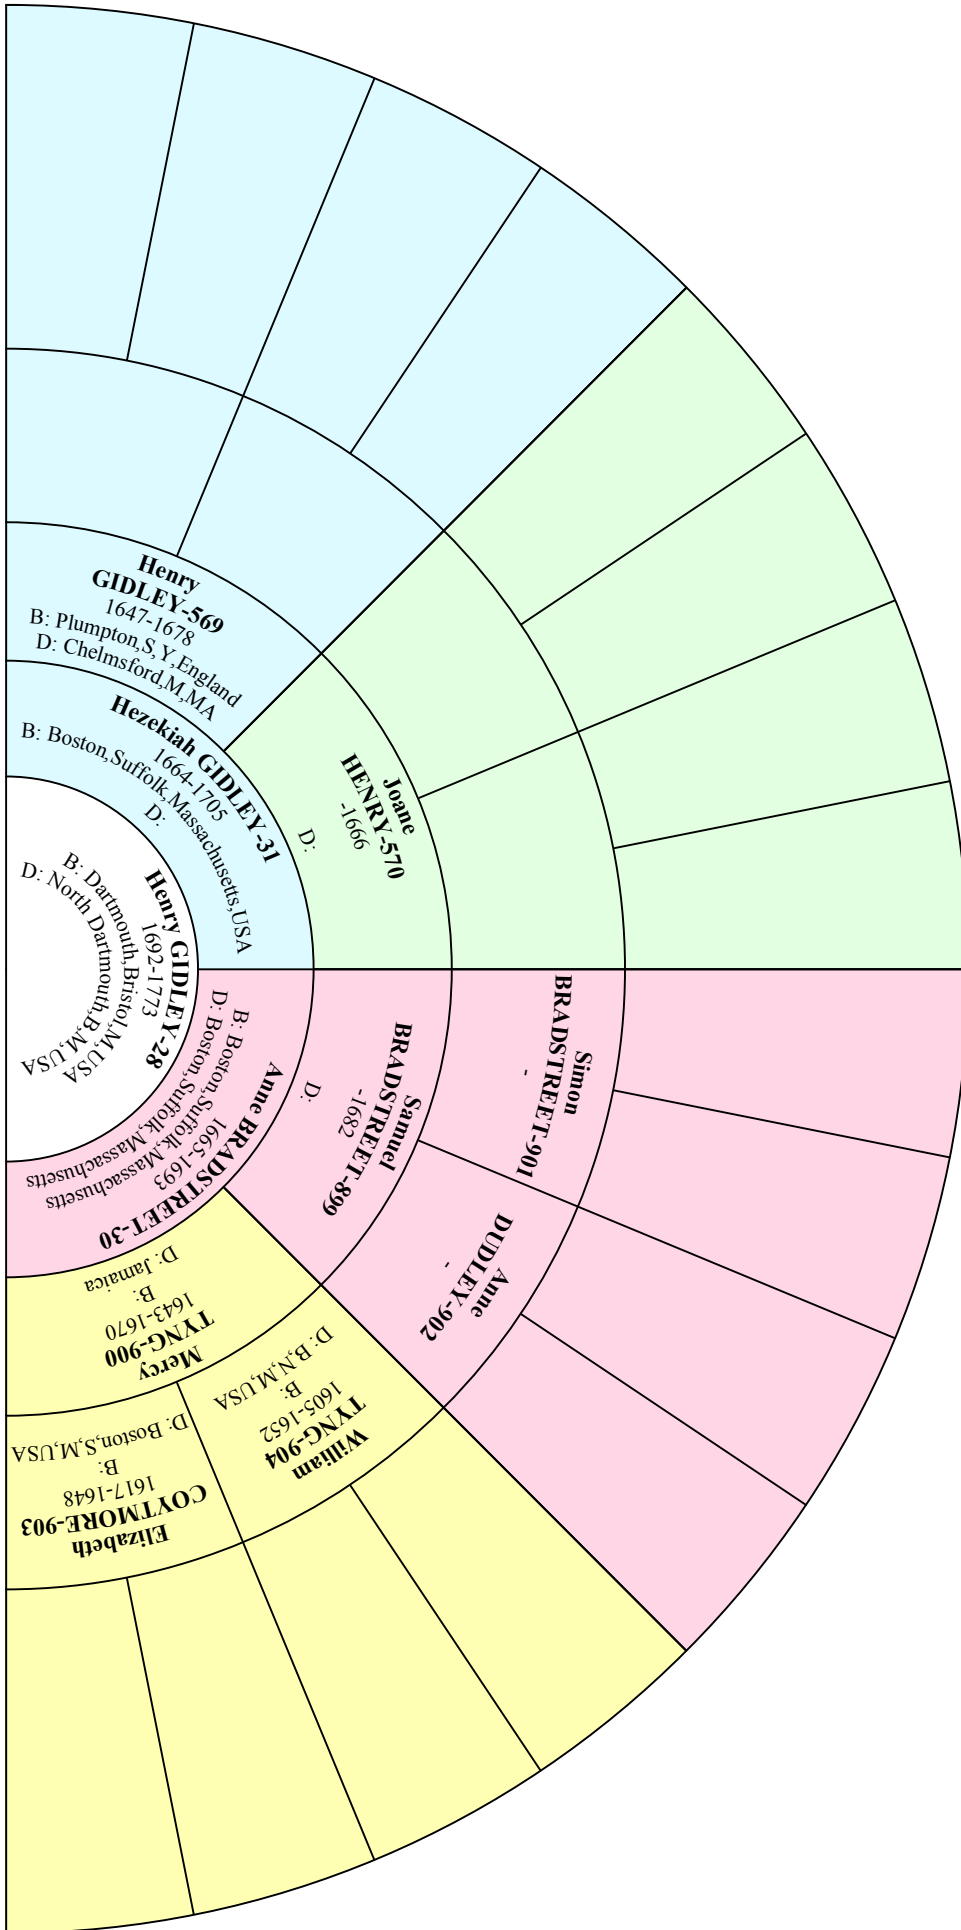 Henry GIDLEY-28
1692-1773
B: Dartmouth,Bristol,M,USA
D: North Dartmouth,B,M,USA
Hezekiah GIDLEY-31
1664-1705
B: Boston,Suffolk,Massachusetts,USA
D:
Anne BRADSTREET-30
1665-1693
B: Boston,Suffolk,Massachusetts
D: Boston,Suffolk,Massachusetts
Henry
GIDLEY-569
1647-1678
B: Plumpton,S,Y,England
D: Chelmsford,M,MA
Joane
HENRY-570
-1666
D:
Samuel
BRADSTREET-899
-1682
D:
Mercy
TYNG-900
1643-1670
B:
D: Jamaica
Simon
BRADSTREET-901
-
Anne
DUDLEY-902
-
William
TYNG-904
1605-1652
B:
D: B,N,M,USA
Elizabeth
COYTMORE-903
1617-1648
B:
D: Boston,S,M,USA